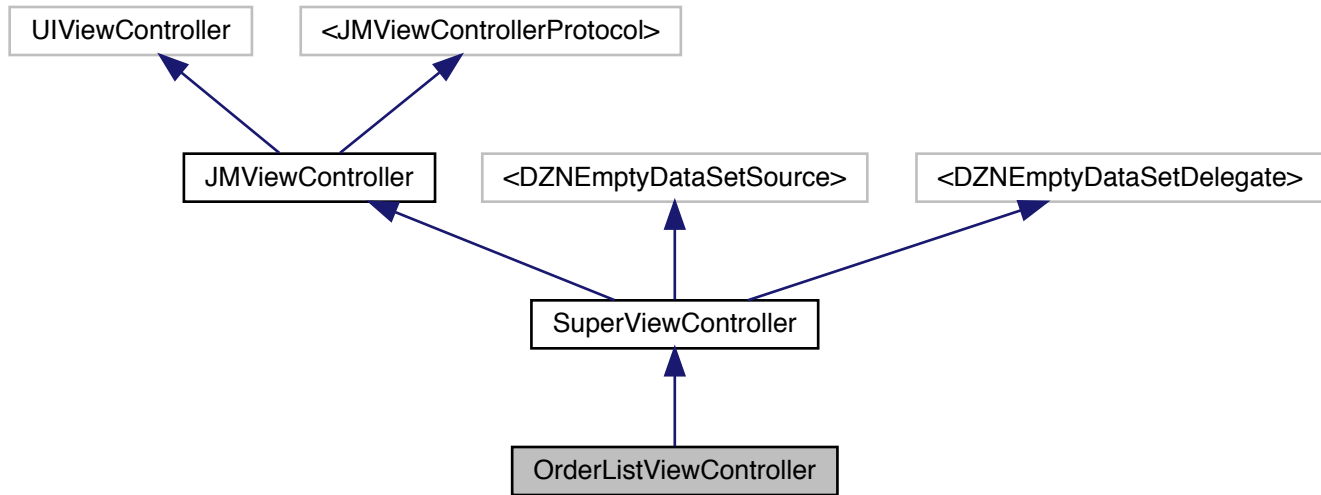 UIViewController
<JMViewControllerProtocol>
JMViewController
<DZNEmptyDataSetSource>
<DZNEmptyDataSetDelegate>
SuperViewController
OrderListViewController